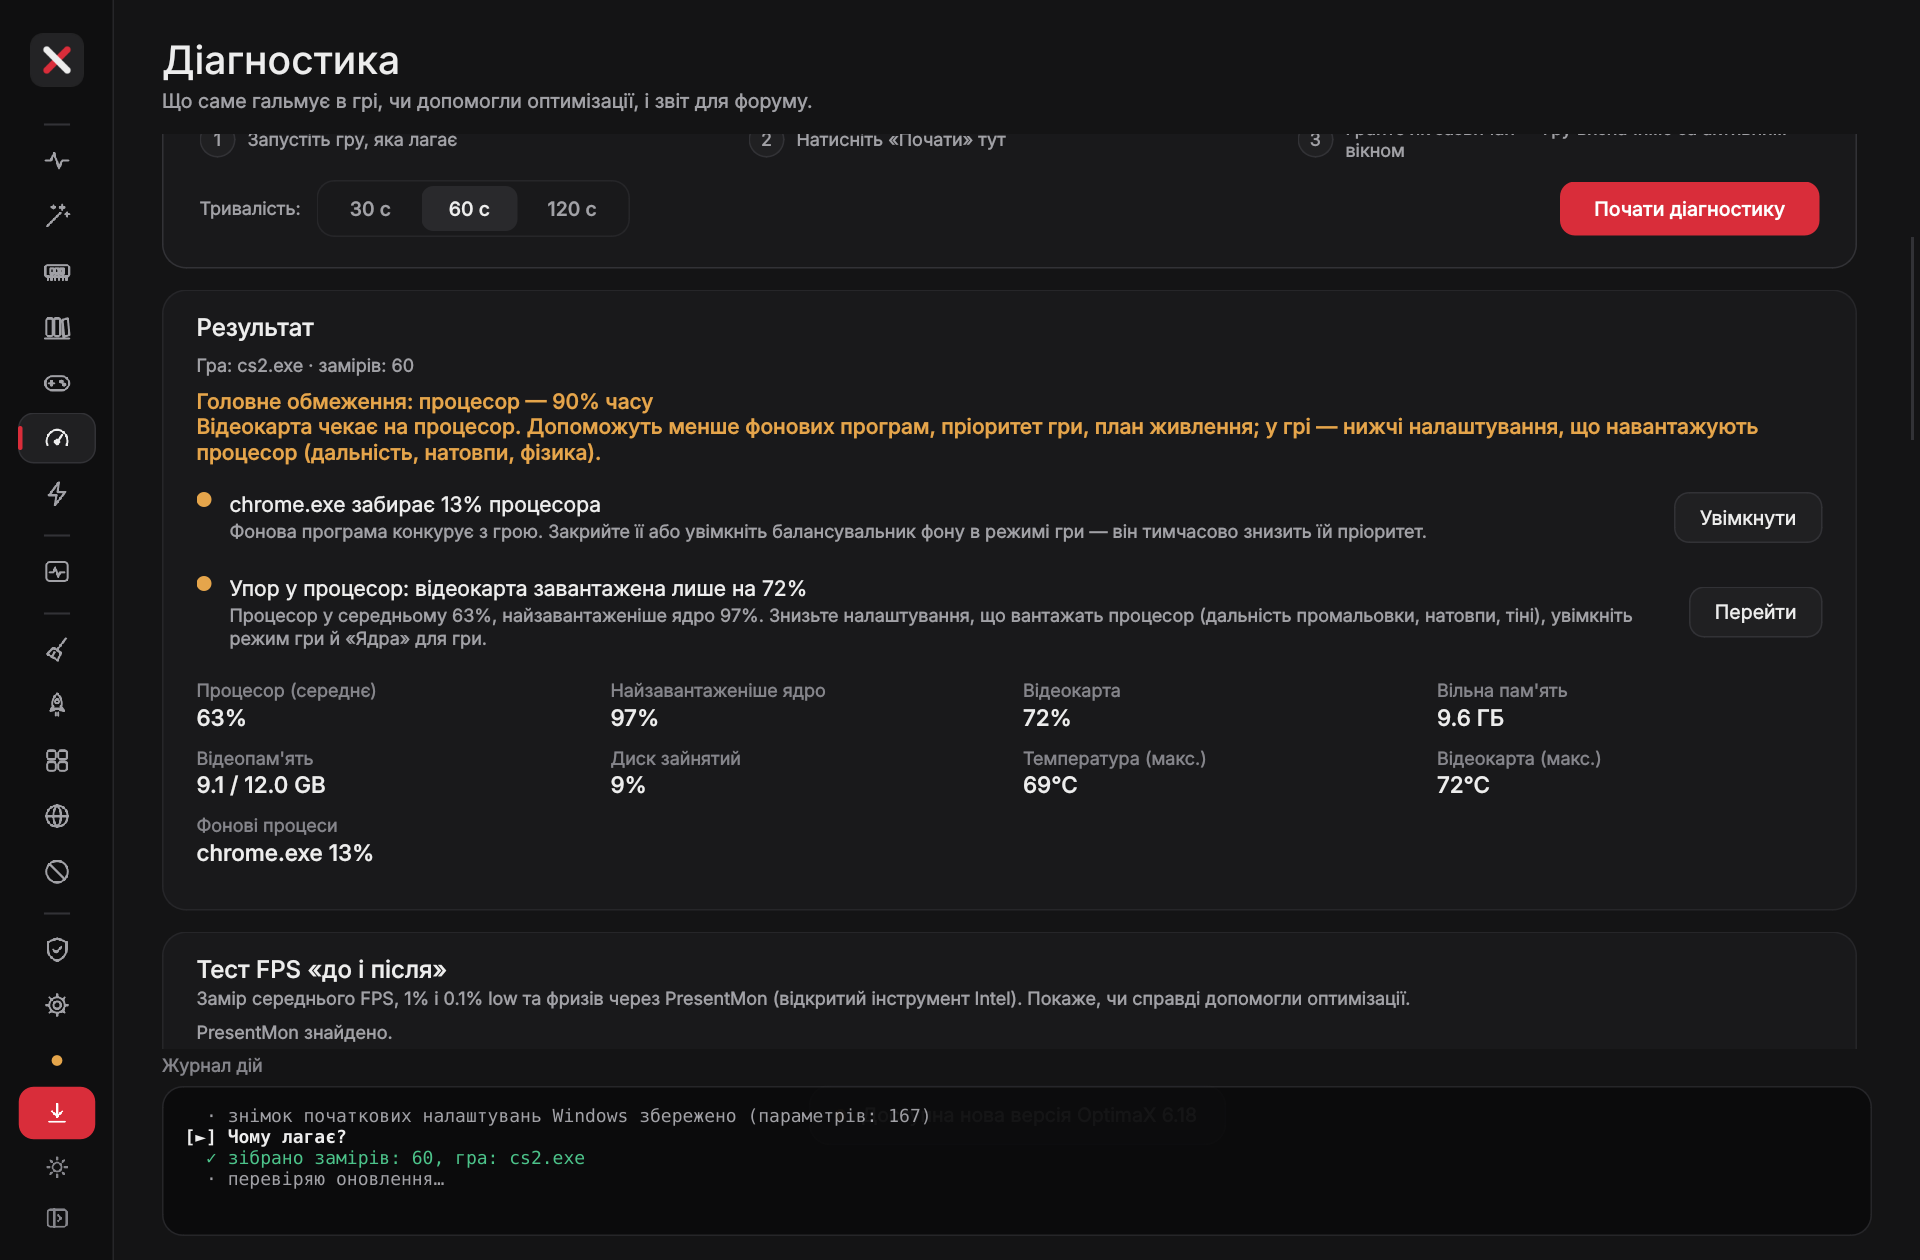 Діагностика
Що саме гальмує в грі, чи допомогли оптимізації, і звіт для форуму.
1 Запустіть гру, яка лагає
2 Натисніть «Почати» тут
3
вікном
Тривалість: 30 с 60 с 120 с
Почати діагностику
Результат
Гра: cs2.exe · замірів: 60
Головне обмеження: процесор — 90% часу
Відеокарта чекає на процесор. Допоможуть менше фонових програм, пріоритет гри, план живлення; у грі — нижчі налаштування, що навантажують
процесор (дальність, натовпи, фізика).
chrome.exe забирає 13% процесора
Фонова програма конкурує з грою. Закрийте її або увімкніть балансувальник фону в режимі гри — він тимчасово знизить їй пріоритет.
Увімкнути
Упор у процесор: відеокарта завантажена лише на 72%
Процесор у середньому 63%, найзавантаженіше ядро 97%. Знизьте налаштування, що вантажать процесор (дальність промальовки, натовпи, тіні), увімкніть
режим гри й «Ядра» для гри.
Перейти
Процесор (середнє)
63%
Найзавантаженіше ядро
97%
Відеокарта
72%
Вільна пам'ять
9.6 ГБ
Відеопам'ять
9.1 / 12.0 GB
Диск зайнятий
9%
Температура (макс.)
69°C
Відеокарта (макс.)
72°C
Фонові процеси
chrome.exe 13%
Тест FPS «до і після»
Замір середнього FPS, 1% і 0.1% low та фризів через PresentMon (відкритий інструмент Intel). Покаже, чи справді допомогли оптимізації.
PresentMon знайдено.
Журнал дій
· знімок початкових налаштувань Windows збережено (параметрів: 167)
нова версія OptimaX 6.18
[►] Чому лагає?
✓ зібрано замірів: 60, гра: cs2.exe
· перевіряю оновлення…